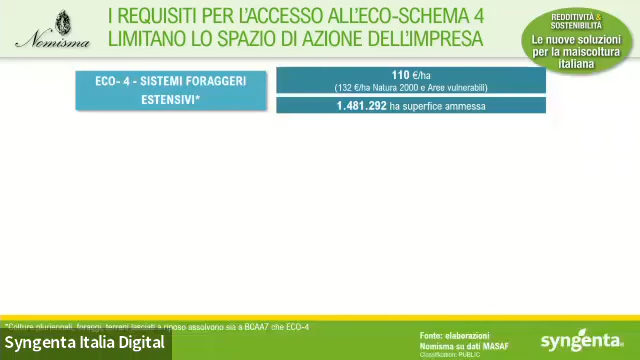 Nomisma
I REQUISITI PER L'ACCESSO ALL'ECO-SCHEMA 4
LIMITANO LO SPAZIO DI AZIONE DELL'IMPRESA
REDDITIVITÀ & SOSTENIBILITÀ
Le nuove soluzioni
per la maiscoltura
italiana
ECO- 4 - SISTEMI FORAGGERI
ESTENSIVI*
110 €/ha
(132 €/ha Natura 2000 e Aree vulnerabili)
1.481.292 ha superfice ammessa
*Colture pluriennali, foraggi, terreni lasciati a riposo assolvono sia a BCAA7 che ECO-4
Syngenta Italia Digital
Fonte: elaborazioni
Nomisma su dati MASAF
Classification: PUBLIC
syngenta